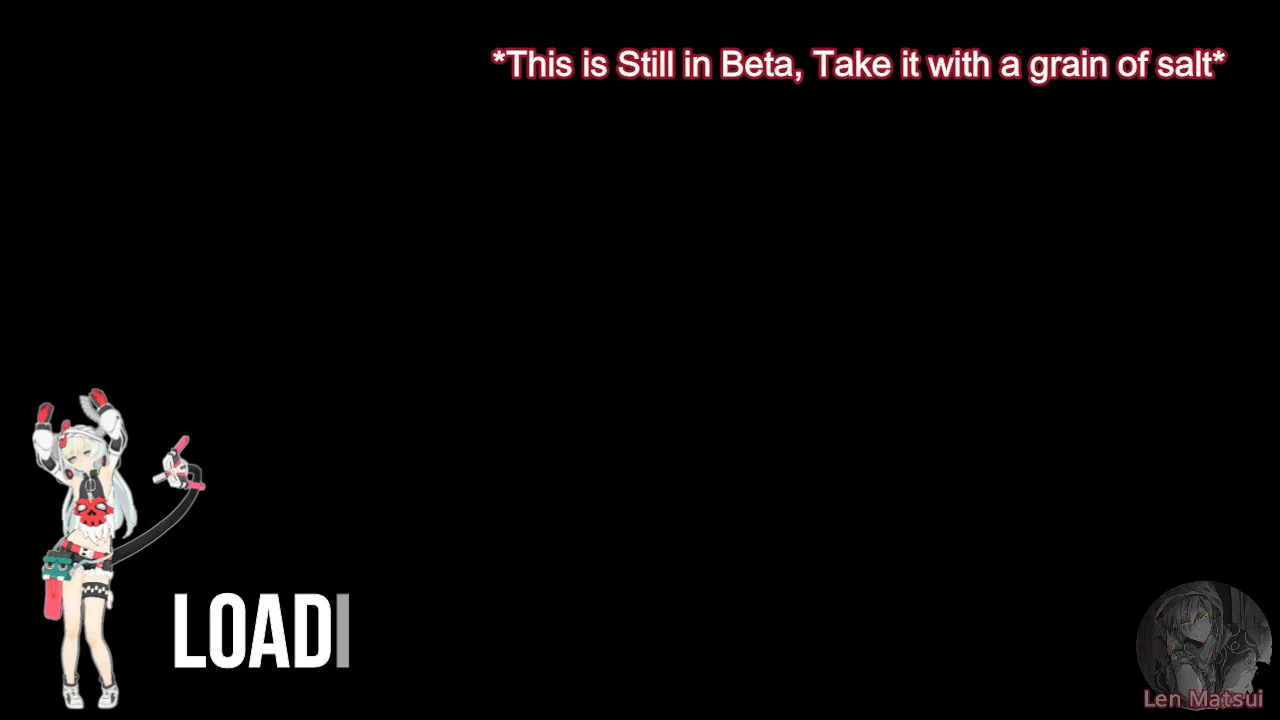 *This is Still in Beta, Take it with a grain of salt*
LOADI
Len Matsui